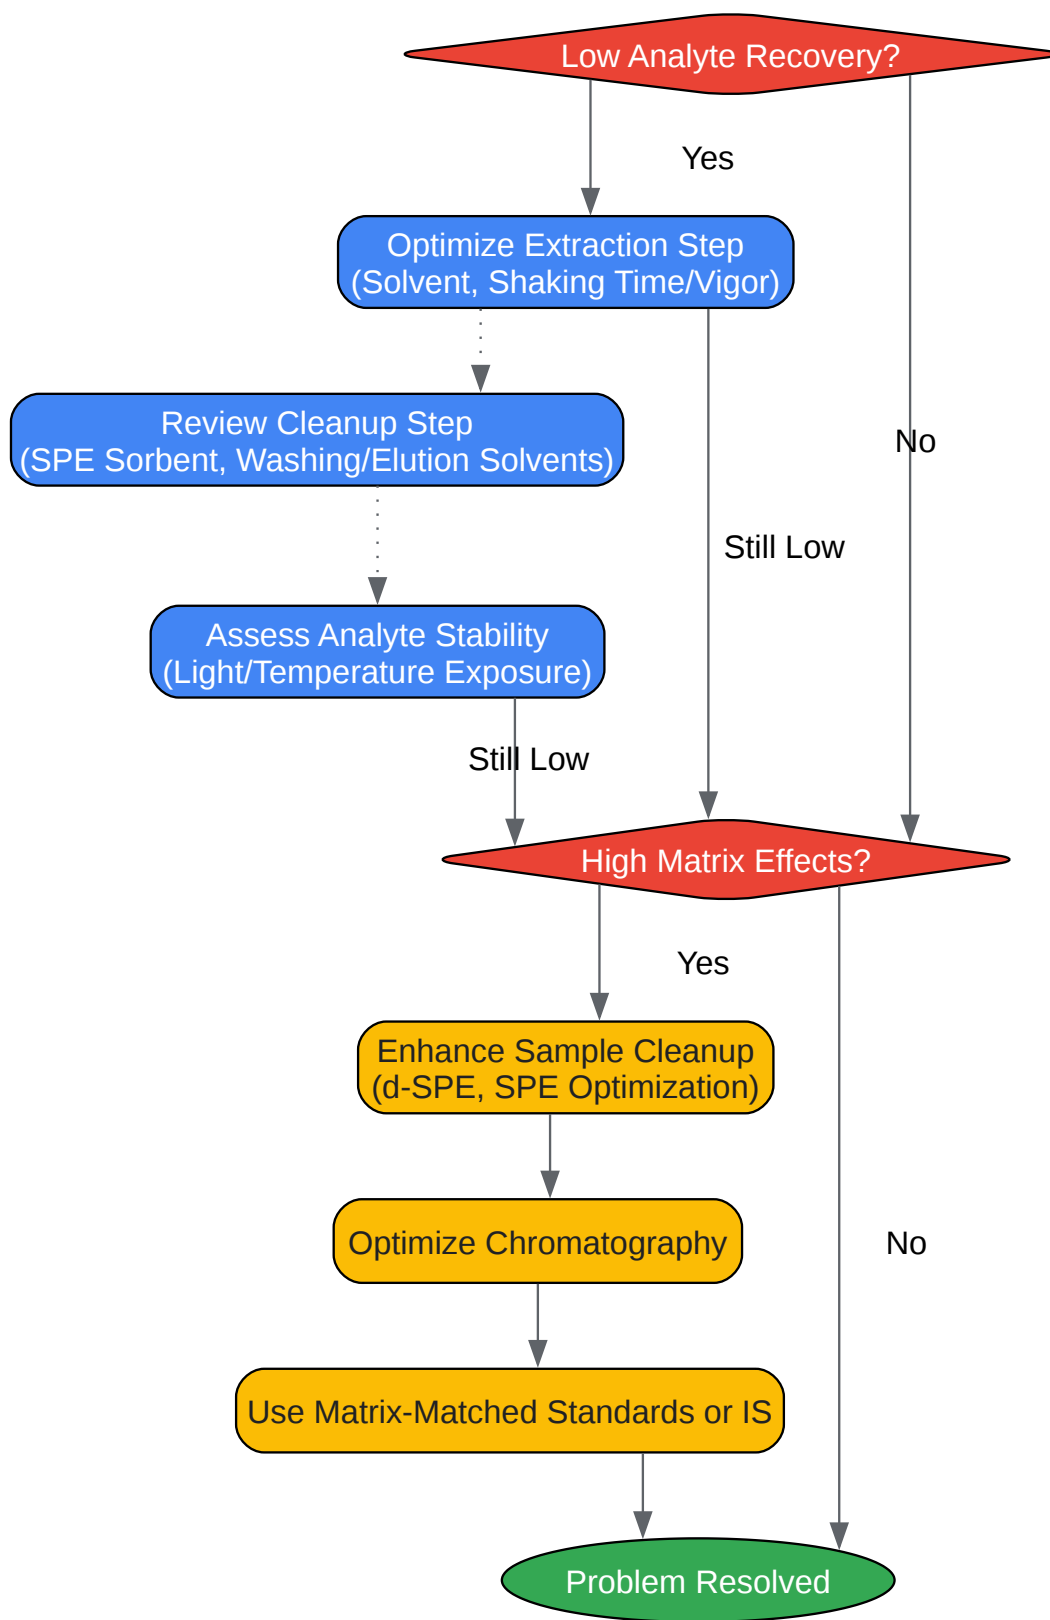 Low Analyte Recovery?
Yes
Optimize Extraction Step
(Solvent, Shaking Time/Vigor)
Review Cleanup Step
(SPE Sorbent, Washing/Elution Solvents)
No
Still Low
Assess Analyte Stability
(Light/Temperature Exposure)
Still Low
High Matrix Effects?
Yes
Enhance Sample Cleanup
(d-SPE, SPE Optimization)
Optimize Chromatography
No
Use Matrix-Matched Standards or IS
Problem Resolved